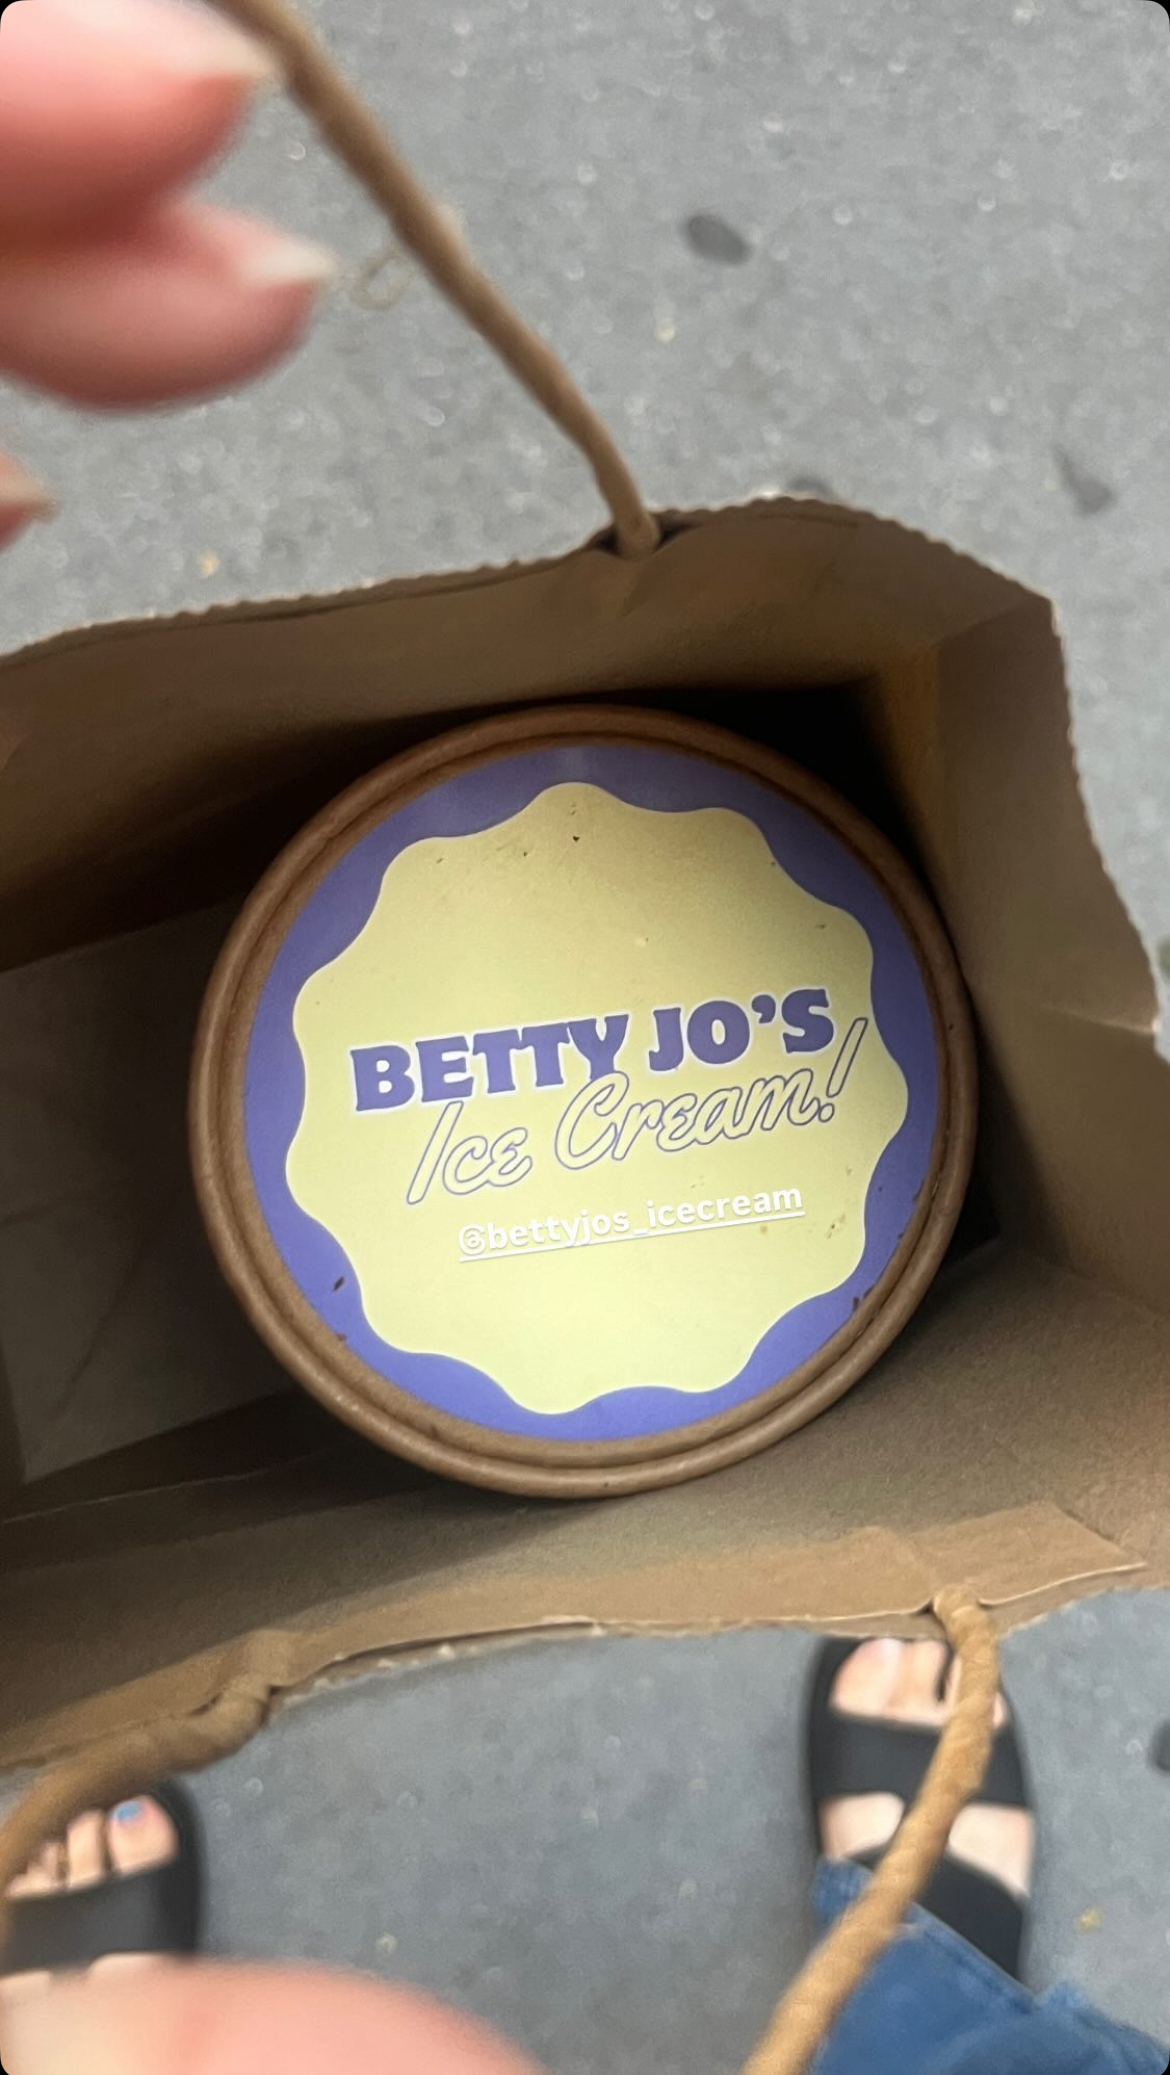 BETTY JO'S
Ice Cream!
@bettyjos_icecream